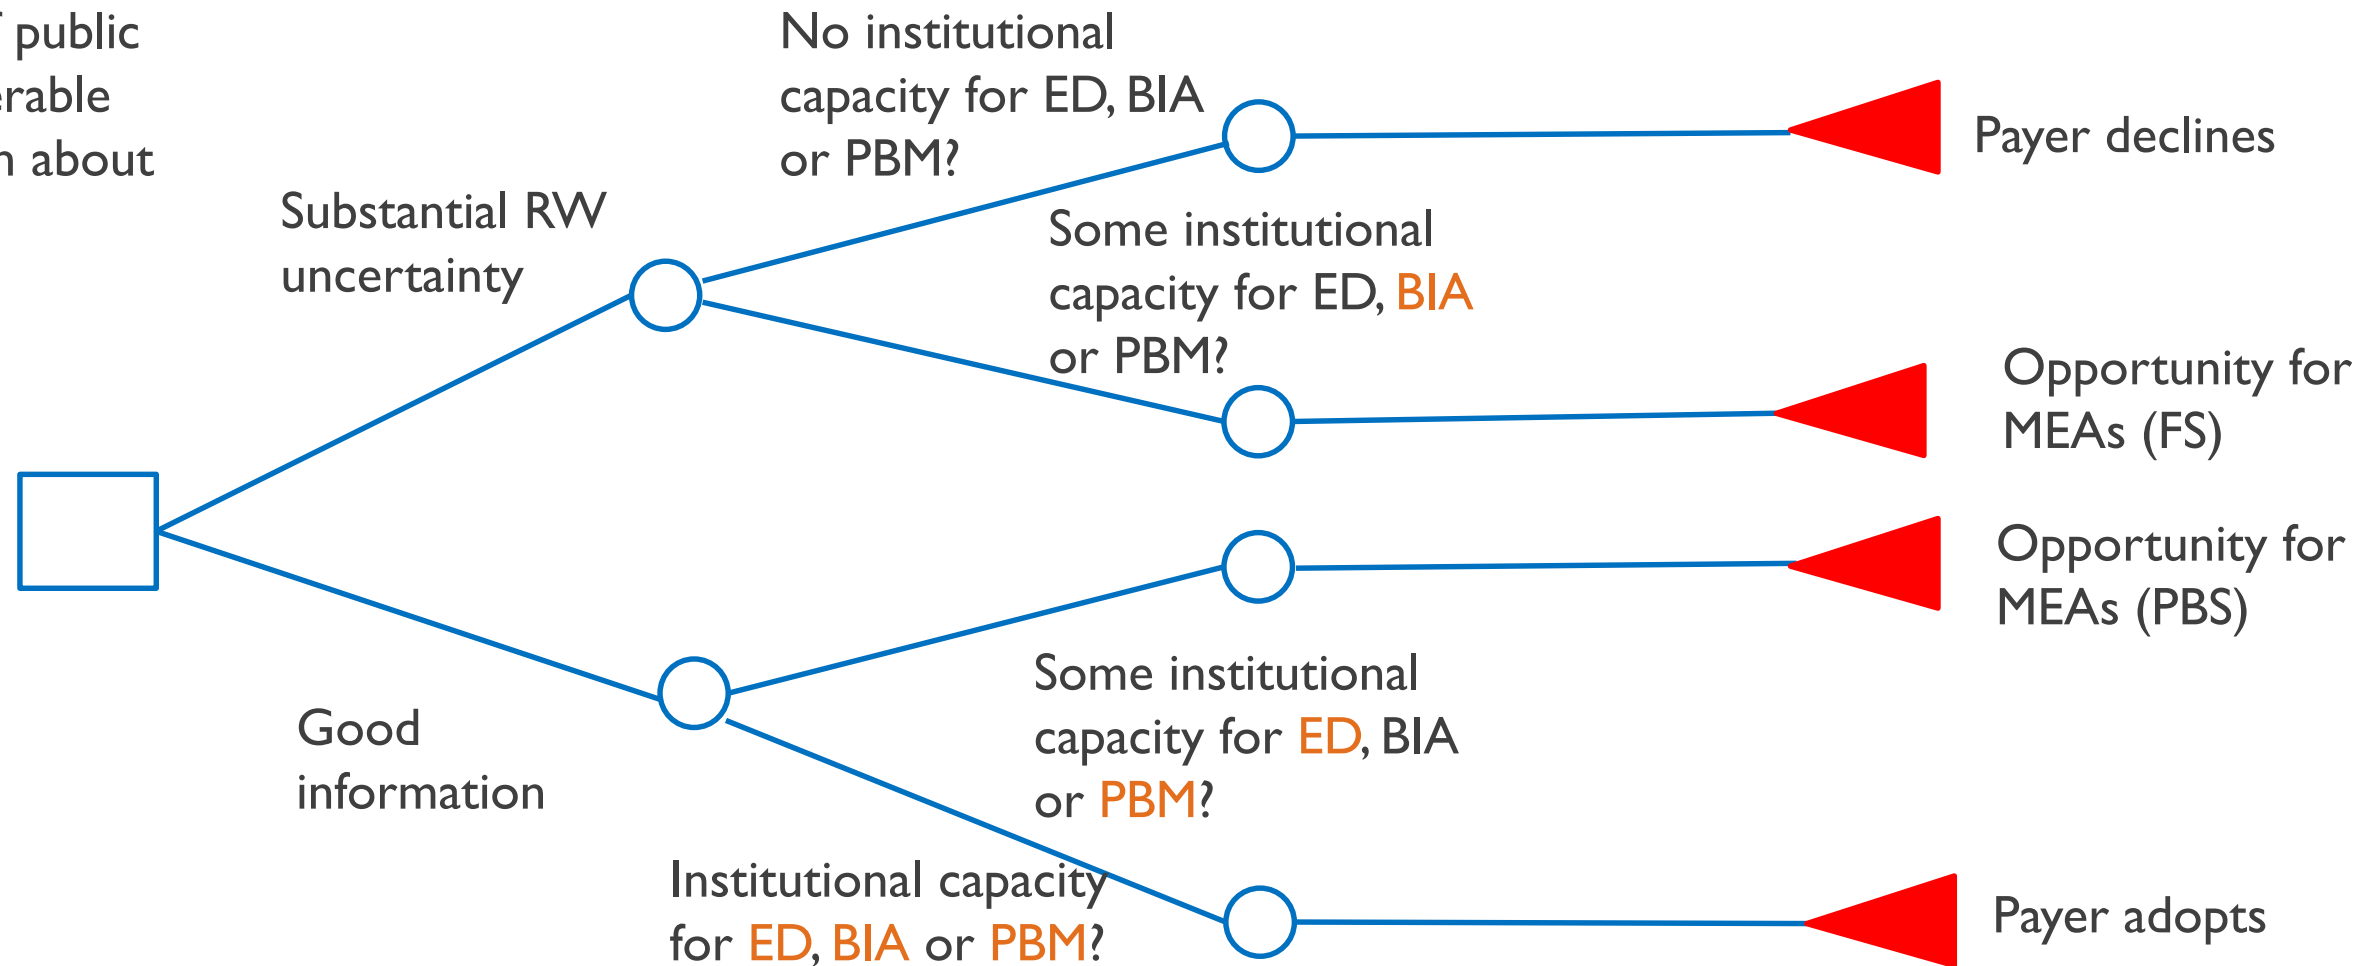 public
erable
about
No institutional
capacity for ED, BIA
or PBM?
Payer declines
Substantial RW
uncertainty
Some institutional
capacity for ED, BIA
or PBM?
Opportunity for
MEAs (FS)
Opportunity for
MEAs (PBS)
Good
information
Some institutional
capacity for ED, BIA
or PBM?
Institutional capacity
for ED, BIA or PBM?
Payer adopts